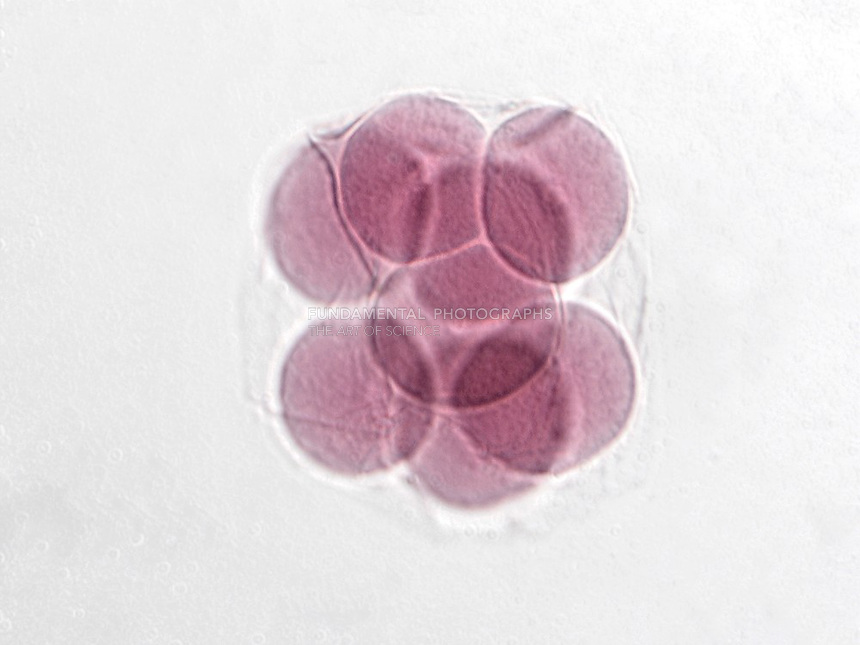 FUNDAMENTAL PHOTOGRAPHS
THE ART OF SCIENCE